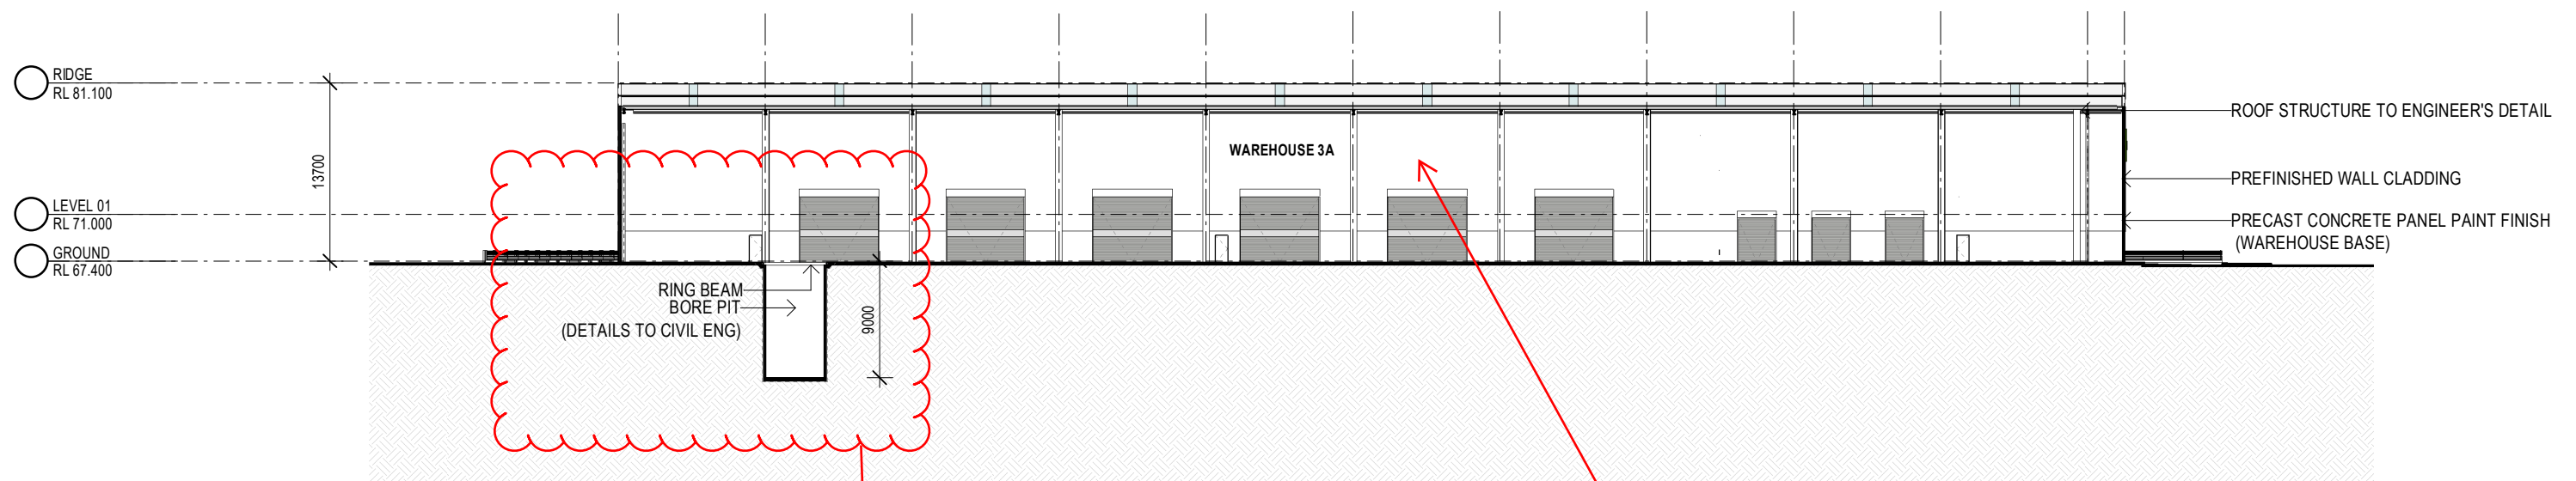 RIDGE
RL 81.100
13700
LEVEL 01
RL 71.000
GROUND
RL 67.400
WAREHOUSE 3A
RING BEAM
BORE PIT
(DETAILS TO CIVIL ENG)
9000
ROOF STRUCTURE TO ENGINEER'S DETAIL
PREFINISHED WALL CLADDING
PRECAST CONCRETE PANEL PAINT FINISH
(WAREHOUSE BASE)